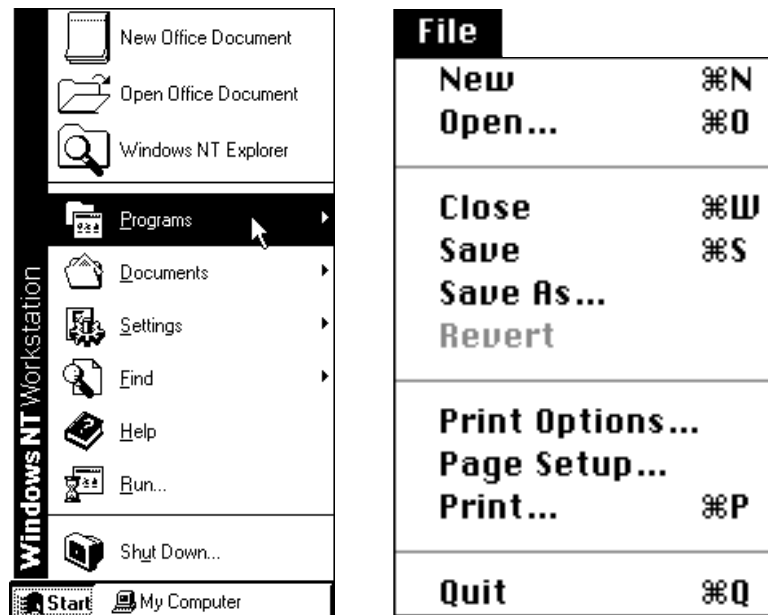 New Office Document
Open Office Document
Windows NT Explorer
Programs
Documents
Settings
Find
Help
Run...
Shut Down...
Windows NT Workstation
Start My Computer
File
New ⌘N
Open... ⌘O
Close ⌘W
Save ⌘S
Save As...
Revert
Print Options...
Page Setup...
Print... ⌘P
Quit ⌘Q